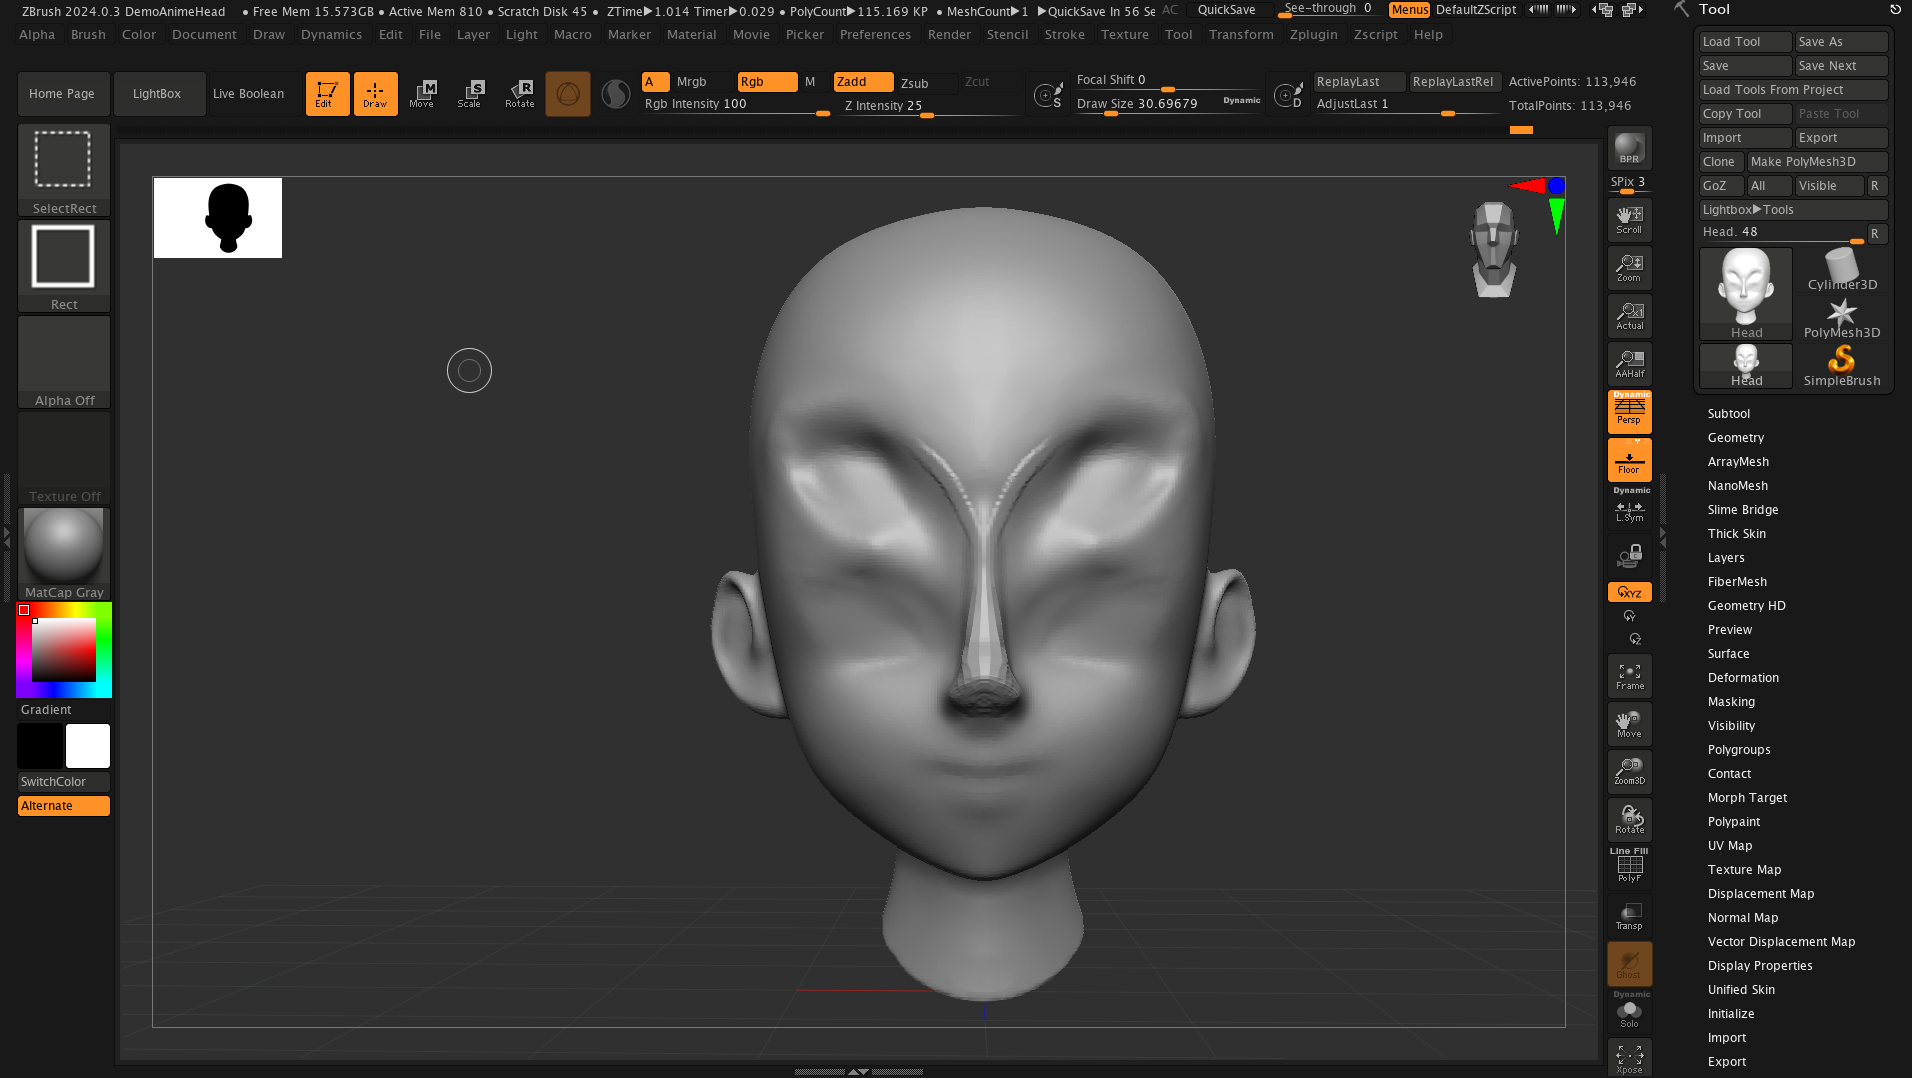 ZBrush 2024.0.3 DemoAnimeHead • Free Mem 15.573GB • Active Mem 810 • Scratch Disk 45 • ZTime▶1.014 Timer▶0.029 • PolyCount▶115.169 KP • MeshCount▶1 ▶QuickSave In 56 Se AC QuickSave See-through 0 Menus DefaultZScript
Alpha Brush Color Document Draw Dynamics Edit File Layer Light Macro Marker Material Movie Picker Preferences Render Stencil Stroke Texture Tool Transform Zplugin Zscript Help
Home Page
LightBox
Live Boolean
Edit
Draw
Move
Scale
Rotate
A Mrgb Rgb M Zadd Zsub Zcut
Rgb Intensity 100 Z Intensity 25
S
Focal Shift 0
Draw Size 30.69679 Dynamic
D
ReplayLast ReplayLastRel ActivePoints: 113,946
AdjustLast 1 TotalPoints: 113,946
SelectRect
Rect
Alpha Off
Texture Off
MatCap Gray
Gradient
SwitchColor
Alternate
BPR
SPix 3
Scroll
Zoom
Actual
AAHalf
Dynamic
Persp
Floor
Dynamic
L.Sym
XYZ
Y
Z
Frame
Move
Zoom3D
Rotate
Line Fill
PolyF
Transp
Ghost
Dynamic
Solo
Xpose
Tool
Load Tool Save As
Save Save Next
Load Tools From Project
Copy Tool Paste Tool
Import Export
Clone Make PolyMesh3D
GoZ All Visible R
Lightbox▶Tools
Head. 48 R
Head Cylinder3D
PolyMesh3D
Head SimpleBrush
Subtool
Geometry
ArrayMesh
NanoMesh
Slime Bridge
Thick Skin
Layers
FiberMesh
Geometry HD
Preview
Surface
Deformation
Masking
Visibility
Polygroups
Contact
Morph Target
Polypaint
UV Map
Texture Map
Displacement Map
Normal Map
Vector Displacement Map
Display Properties
Unified Skin
Initialize
Import
Export